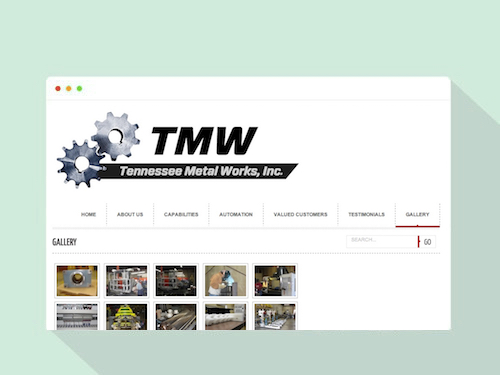 TMW
Tennessee Metal Works, Inc.
HOME ABOUT US CAPABILITIES AUTOMATION VALUED CUSTOMERS TESTIMONIALS GALLERY
GALLERY SEARCH... GO